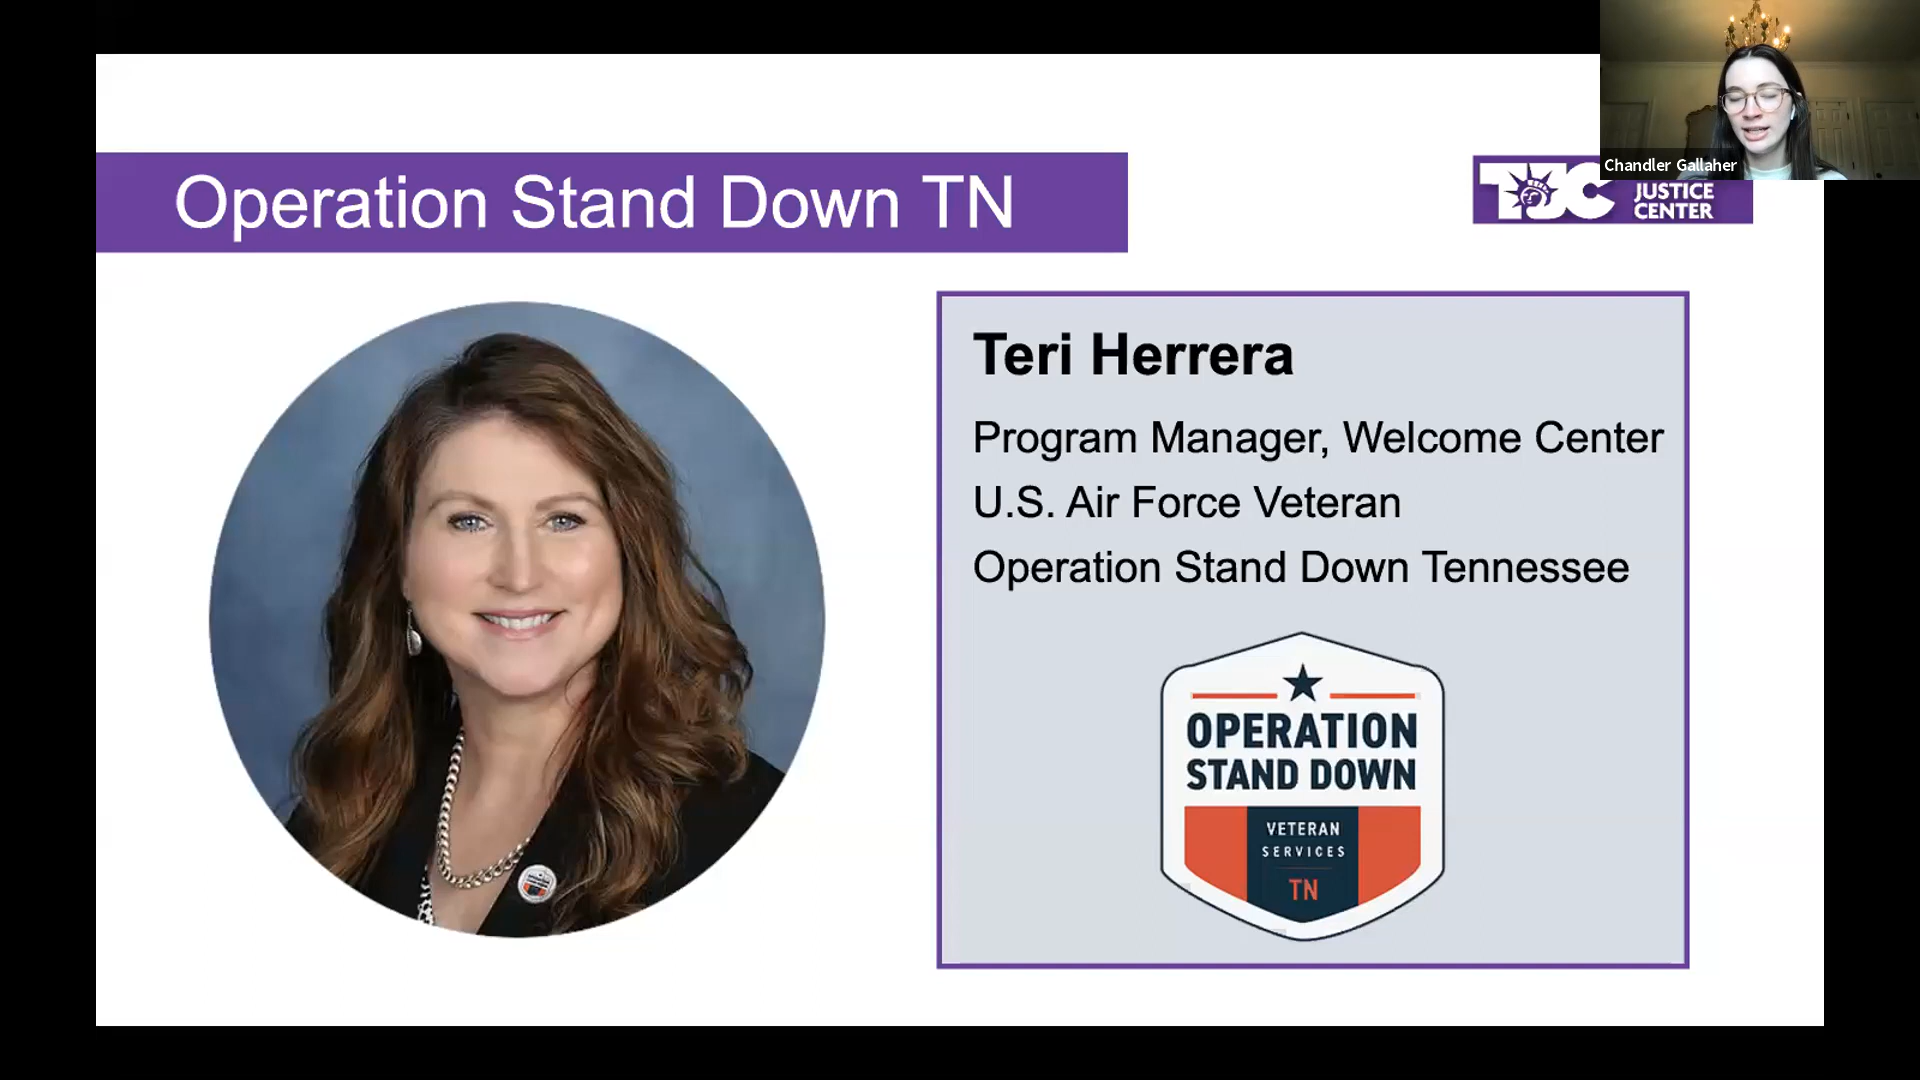 Operation Stand Down TN
TJC
JUSTICE
CENTER
Chandler Gallaher
Teri Herrera
Program Manager, Welcome Center
U.S. Air Force Veteran
Operation Stand Down Tennessee
OPERATION
STAND DOWN
VETERAN
SERVICES
TN